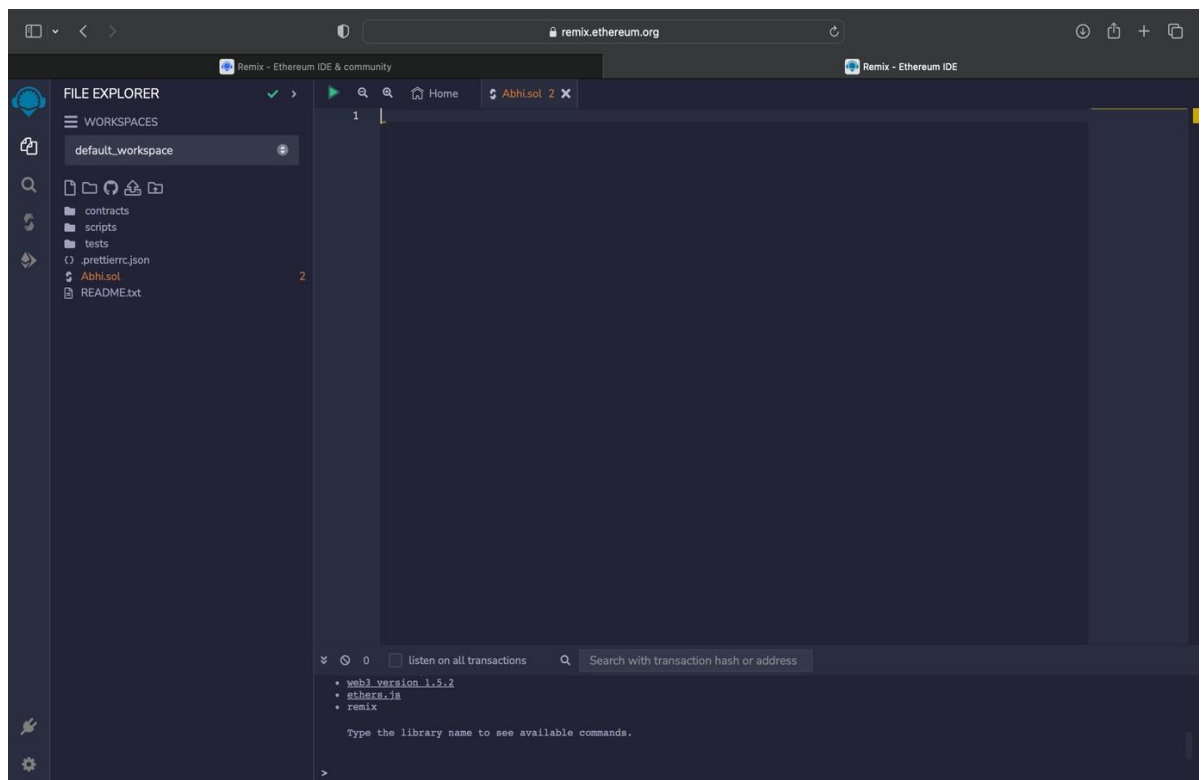 remix.ethereum.org
Remix - Ethereum IDE & community
Remix - Ethereum IDE
FILE EXPLORER
WORKSPACES
default_workspace
contracts
scripts
tests
.prettierrc.json
Abhi.sol 2
README.txt
Home
Abhi.sol 2
1
0 listen on all transactions
Search with transaction hash or address
• web3 version 1.5.2
• ethers.js
• remix
Type the library name to see available commands.
>